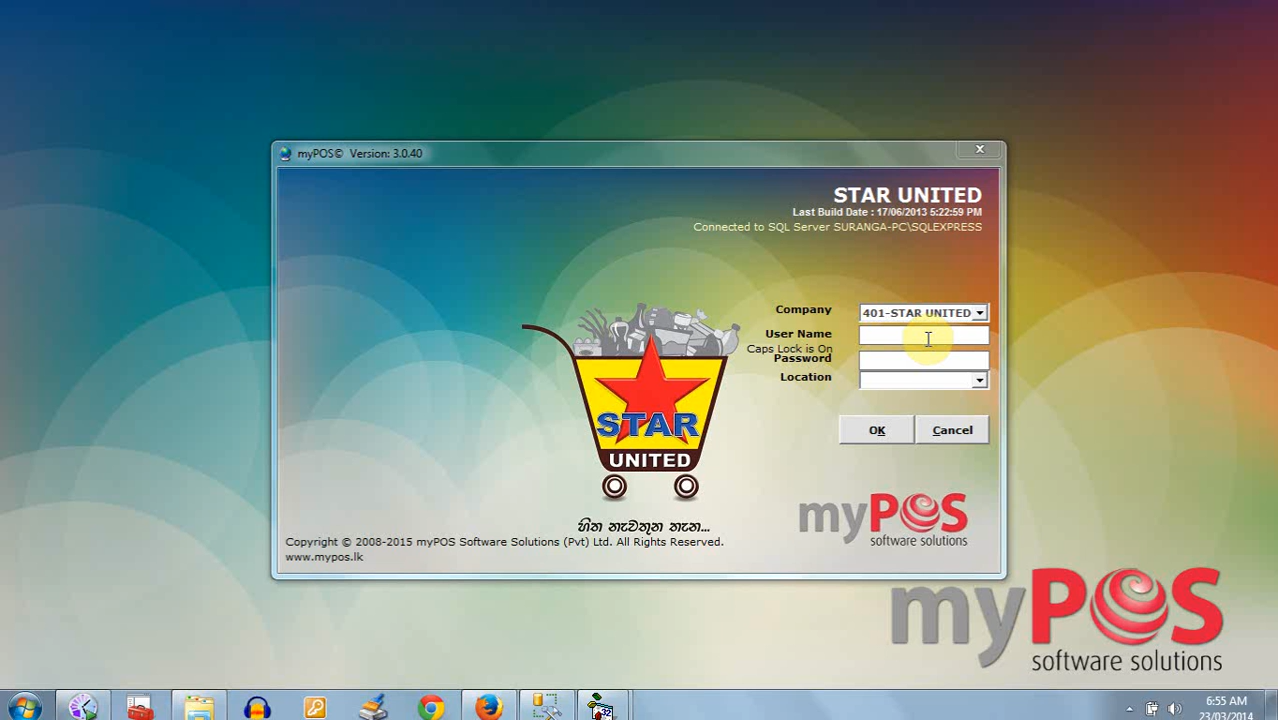 myPOS© Version: 3.0.40
STAR UNITED
Last Build Date : 17/06/2013 5:22:59 PM
Connected to SQL Server SURANGA-PC\SQLEXPRESS
Company
401-STAR UNITED
User Name
Caps Lock is On
Password
Location
OK
Cancel
STAR
UNITED
හිත නැවතුන තැන...
myPOS
software solutions
Copyright © 2008-2015 myPOS Software Solutions (Pvt) Ltd. All Rights Reserved.
www.mypos.lk
myPOS
software solutions
32
6:55 AM
23/03/2014